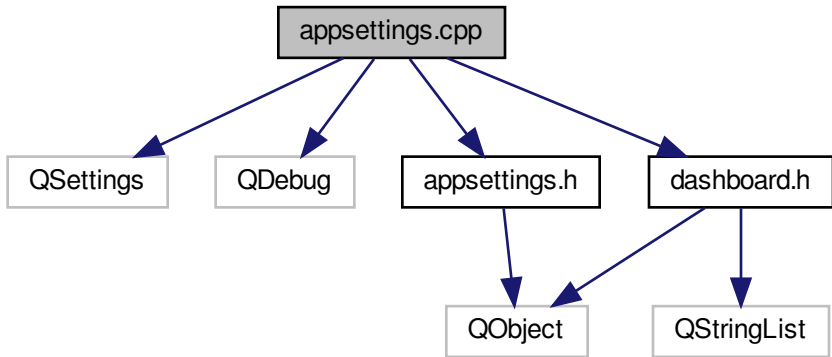 appsettings.cpp
QSettings
QDebug
appsettings.h
dashboard.h
QObject
QStringList